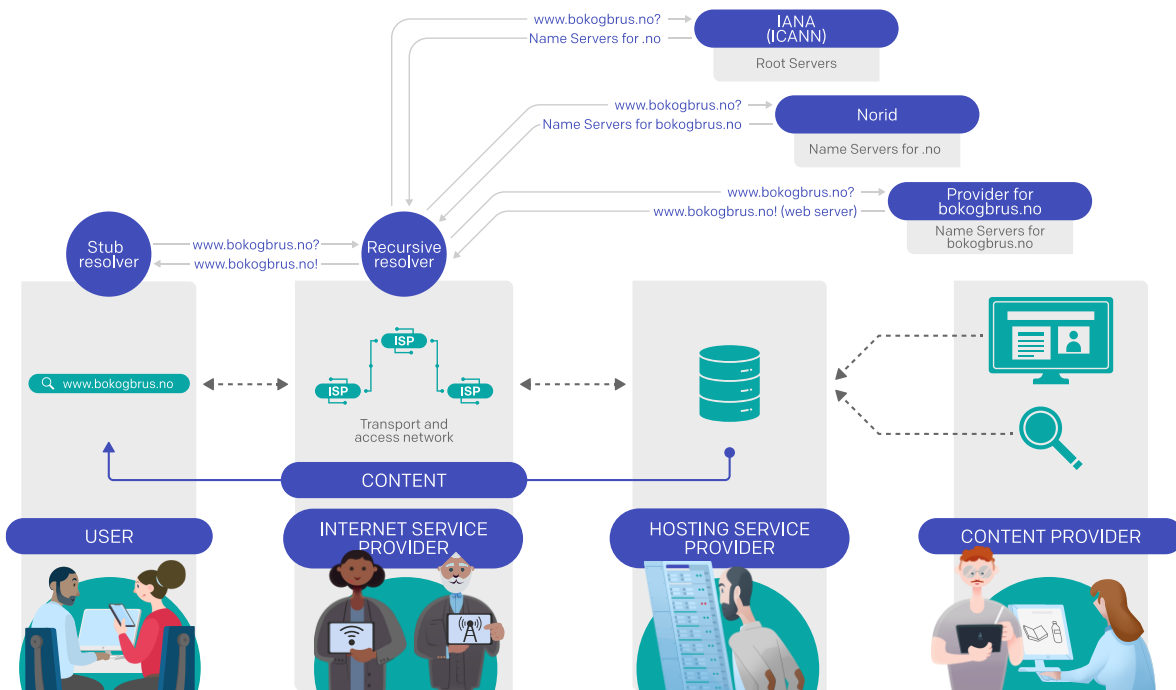 www.bokogbrus.no?
Name Servers for .no
IANA
(ICANN)
Root Servers
www.bokogbrus.no?
Name Servers for bokogbrus.no
Norid
Name Servers for .no
www.bokogbrus.no?
www.bokogbrus.no! (web server)
Provider for
bokogbrus.no
Name Servers for
bokogbrus.no
Stub
resolver
www.bokogbrus.no?
www.bokogbrus.no!
Recursive
resolver
www.bokogbrus.no
ISP
ISP
ISP
Transport and
access network
CONTENT
USER
INTERNET SERVICE
PROVIDER
HOSTING SERVICE
PROVIDER
CONTENT PROVIDER